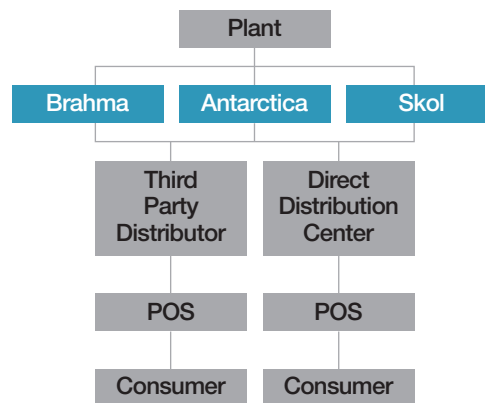 Plant
Brahma
Antarctica
Skol
Third
Party
Distributor
Direct
Distribution
Center
POS
POS
Consumer
Consumer